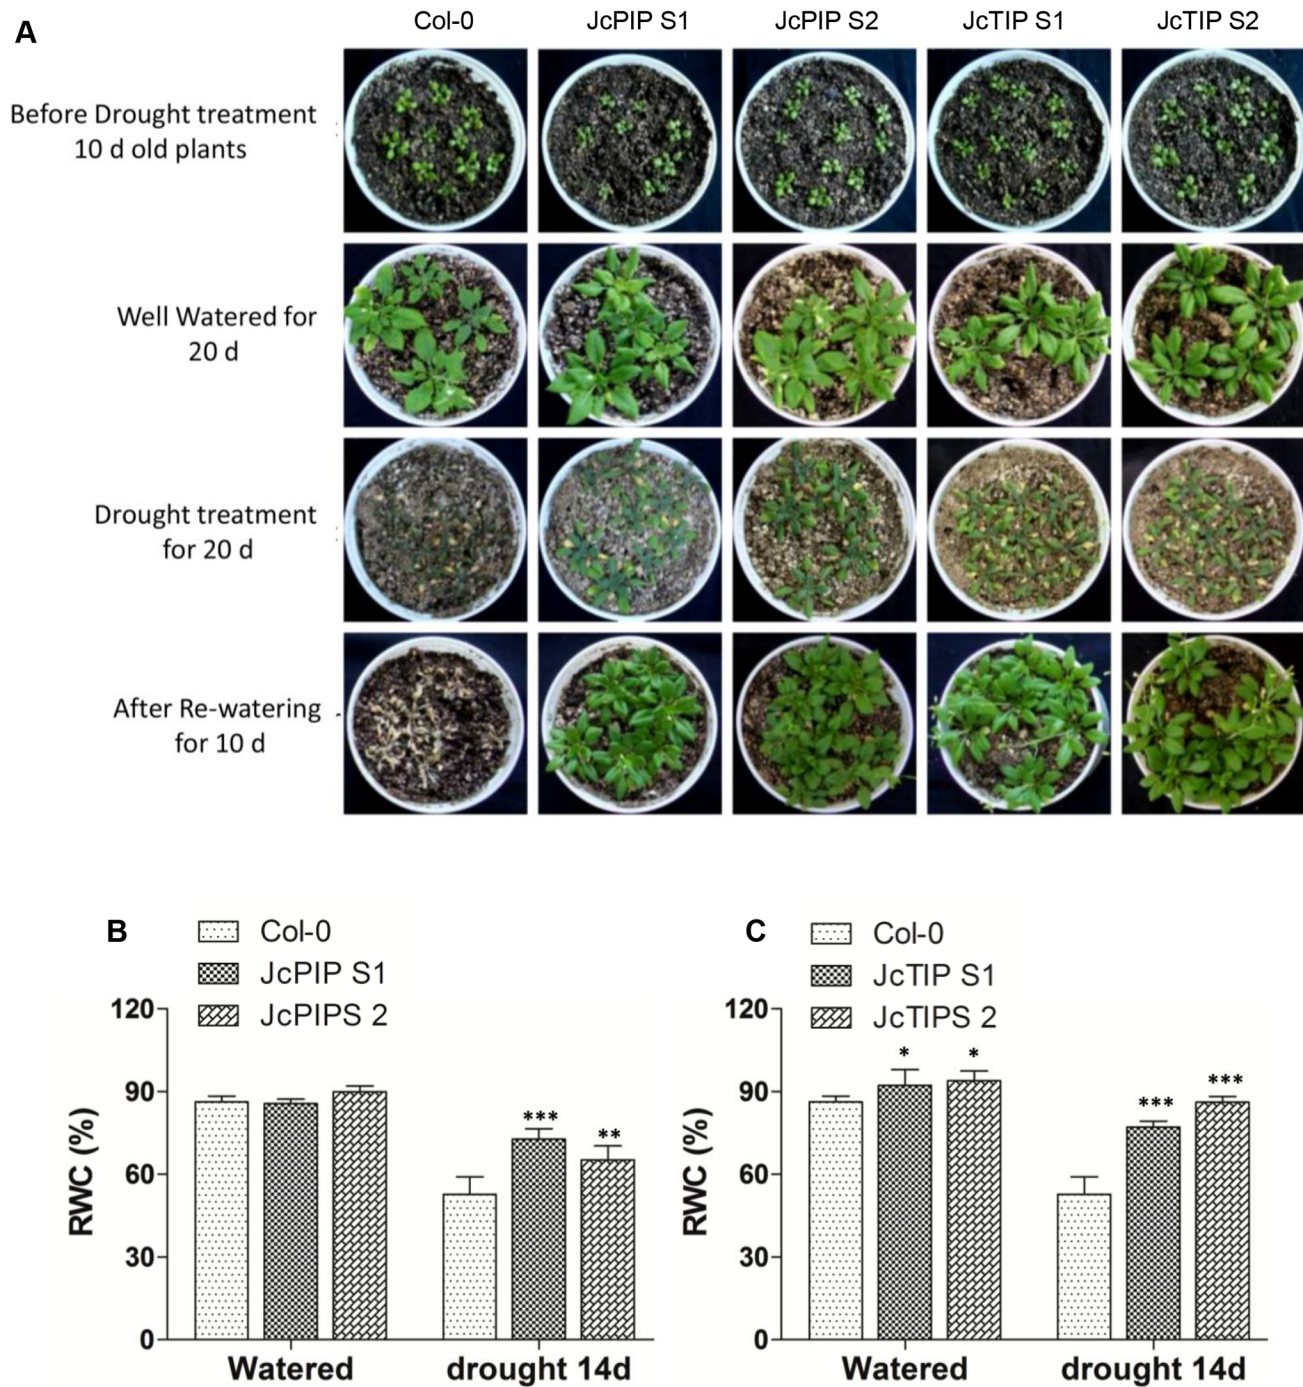 A
Col-0
JcPIP S1
JcPIP S2
JcTIP S1
JcTIP S2
Before Drought treatment
10 d old plants
Well Watered for
20 d
Drought treatment
for 20 d
After Re-watering
for 10 d
B
Col-0
JcPIP S1
JcPIPS 2
120
90
60
30
0
RWC (%)
***
**
Watered
drought 14d
C
Col-0
JcTIP S1
JcTIPS 2
120
90
60
30
0
RWC (%)
*
*
***
***
Watered
drought 14d